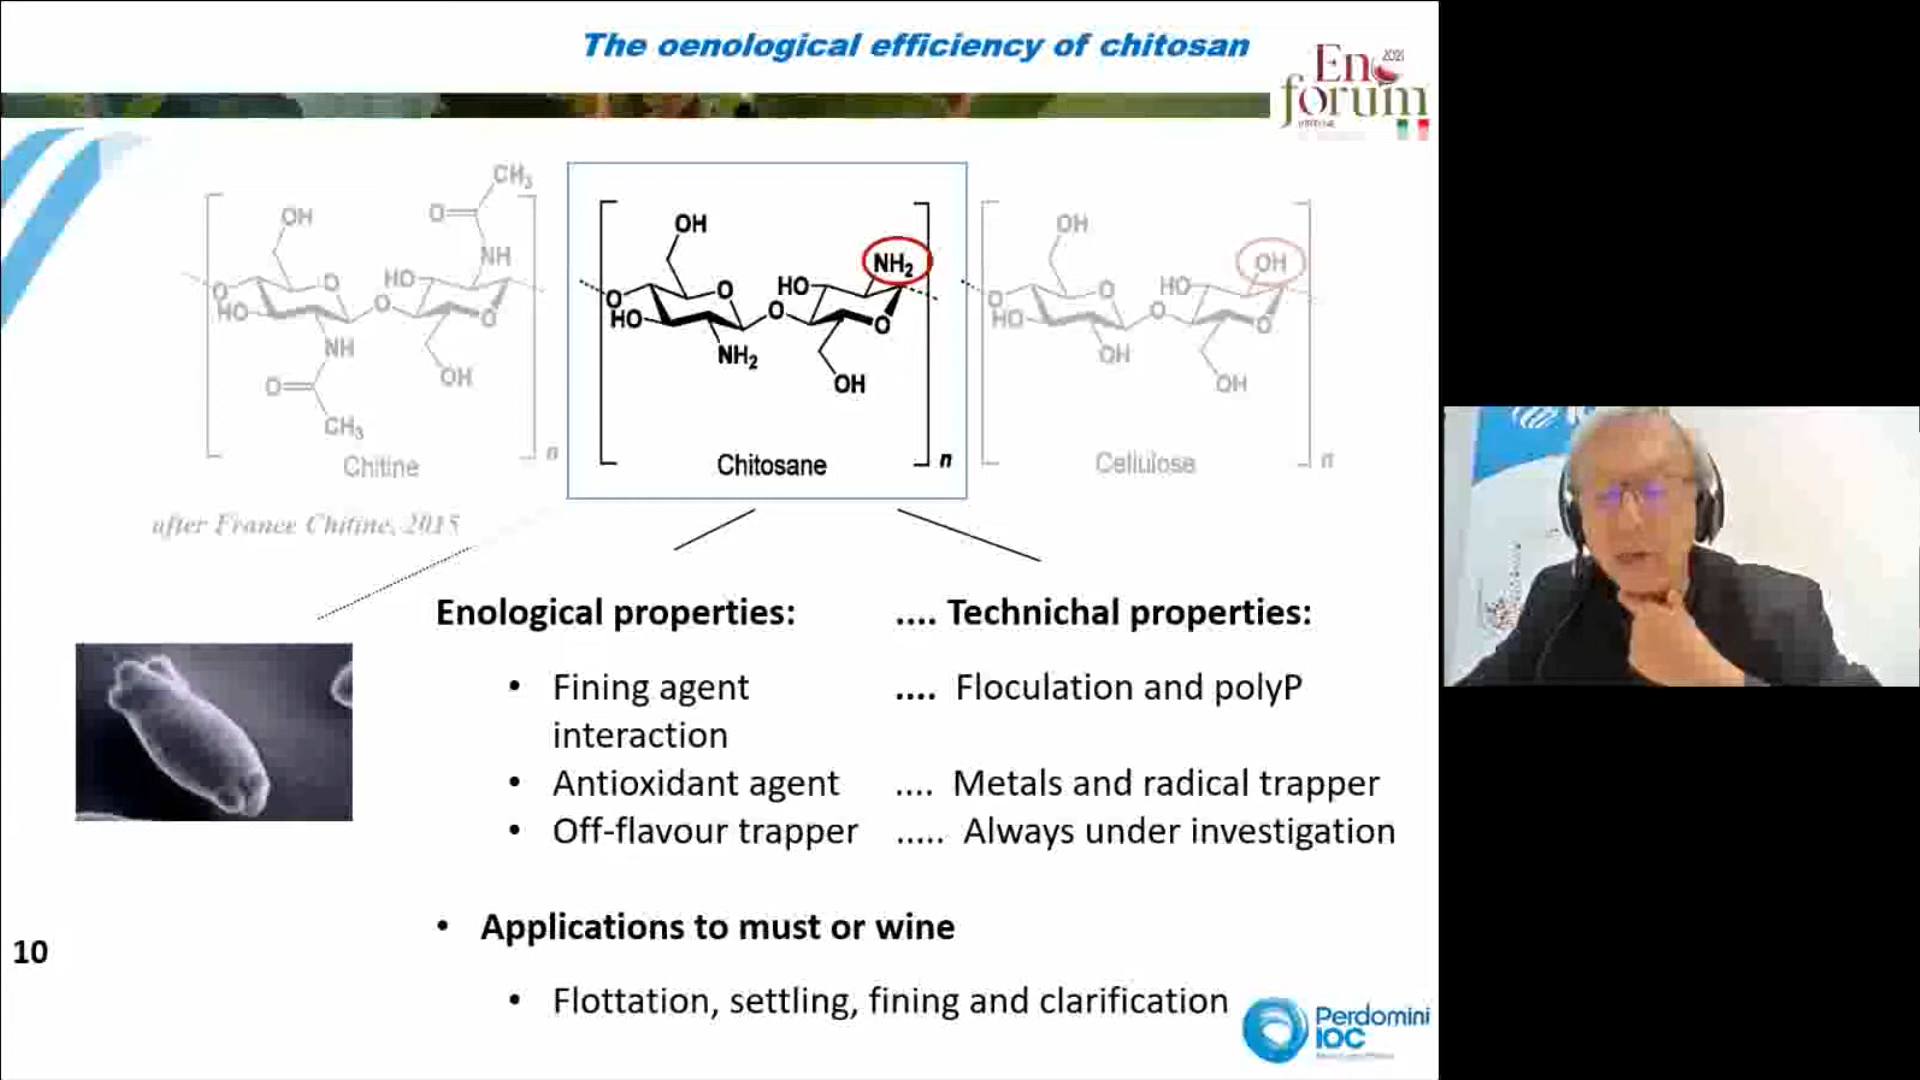 The oenological efficiency of chitosan
En 2021
forum
CH3
OH
O
NH
HO
O
O
HO
O
O
NH
OH
O
CH3
n
Chitine
OH
NH2
HO
O
O
HO
O
O
NH2
OH
n
Chitosane
OH
OH
HO
O
O
HO
O
O
OH
OH
n
Cellulose
after France Chitine, 2015
Enological properties:
.... Technichal properties:
• Fining agent
interaction
.... Floculation and polyP
• Antioxidant agent
.... Metals and radical trapper
• Off-flavour trapper
..... Always under investigation
• Applications to must or wine
• Flottation, settling, fining and clarification
10
Perdomini
IOC